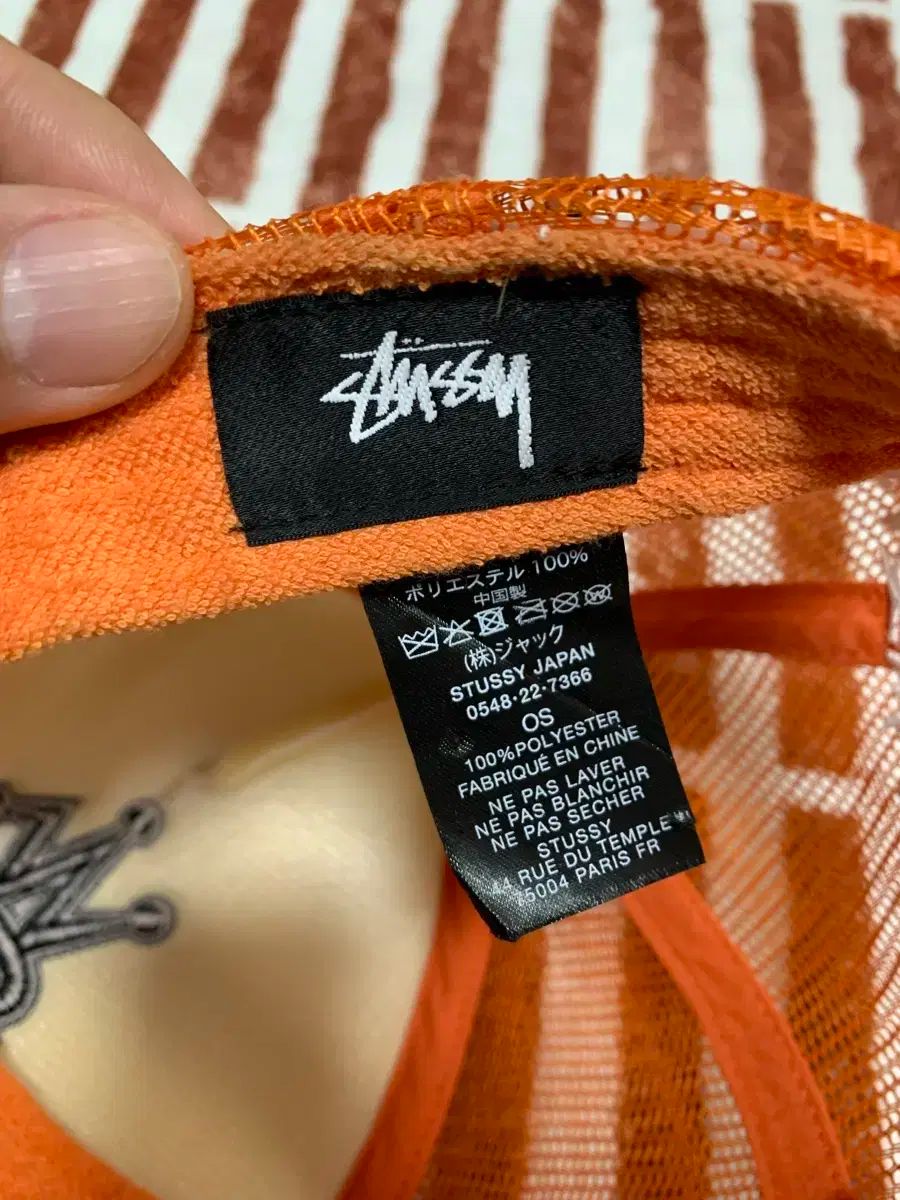 STÜSSY
ポリエステル 100%
中国製
(株)ジャック
STUSSY JAPAN
0548-22-7366
OS
100%POLYESTER
FABRIQUÉ EN CHINE
NE PAS LAVER
NE PAS BLANCHIR
NE PAS SÉCHER
STUSSY
44 RUE DU TEMPLE
75004 PARIS FR